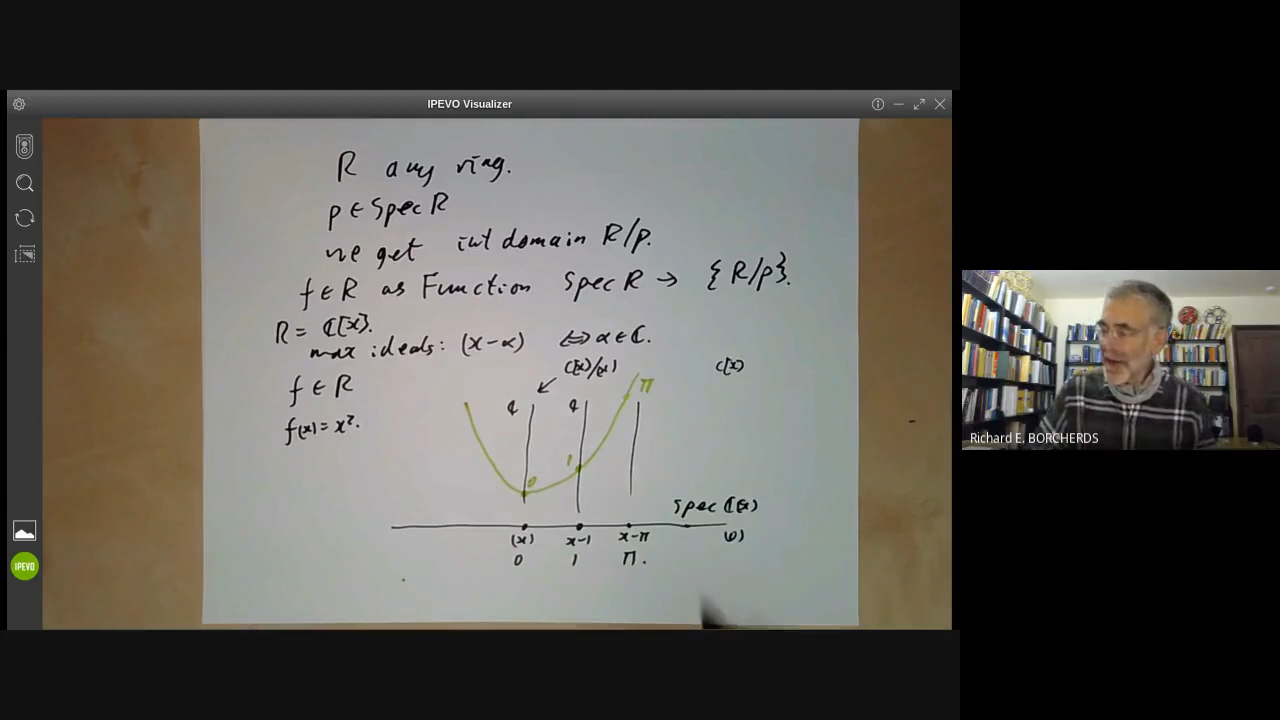 IPEVO Visualizer
R any ring.
p ∈ Spec R
we get int domain R/p.
f ∈ R as Function Spec R → {R/p}.
R = ℂ[x].
max ideals: (x-α) ⇔ α ∈ ℂ.
f ∈ R
ℂ[x]/(x) C[x]
f(x) = x².
π
0
1
Spec ℂ[x]
(x) x-1 x-π (0)
0 1 π.
IPEVO
Richard E. BORCHERDS